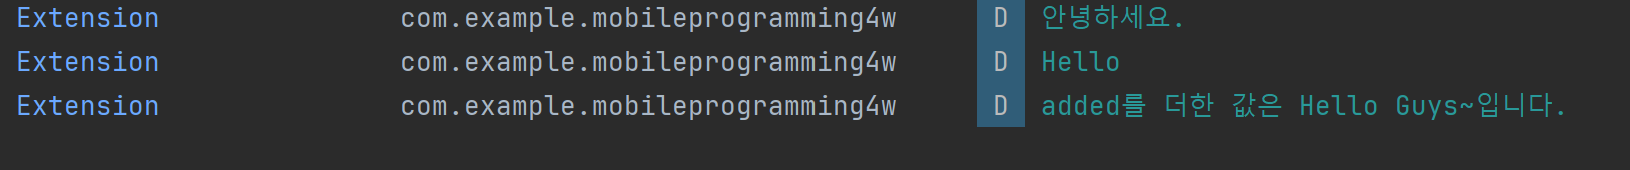 Extension com.example.mobileprogramming4w D 안녕하세요.
Extension com.example.mobileprogramming4w D Hello
Extension com.example.mobileprogramming4w D added를 더한 값은 Hello Guys~입니다.